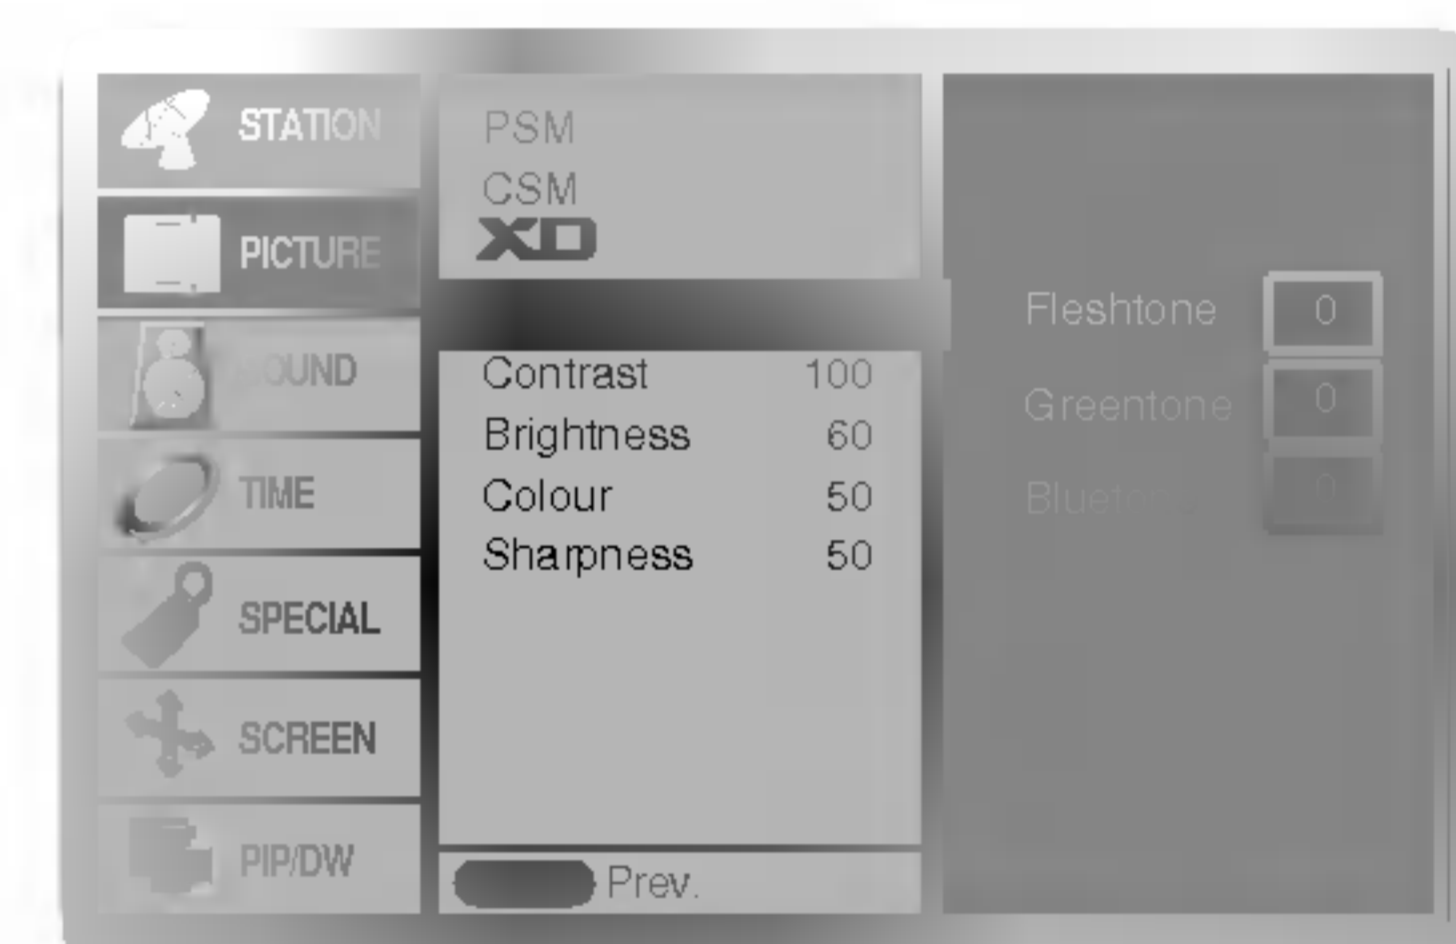 STATION
PICTURE
TIME
SPECIAL
SCREEN
PIP/DW
PSM
CSM
XD
Contrast 100
Brightness 60
Colour 50
Sharpness 50
Prev.
Fleshtone 0
Greentone 0
0